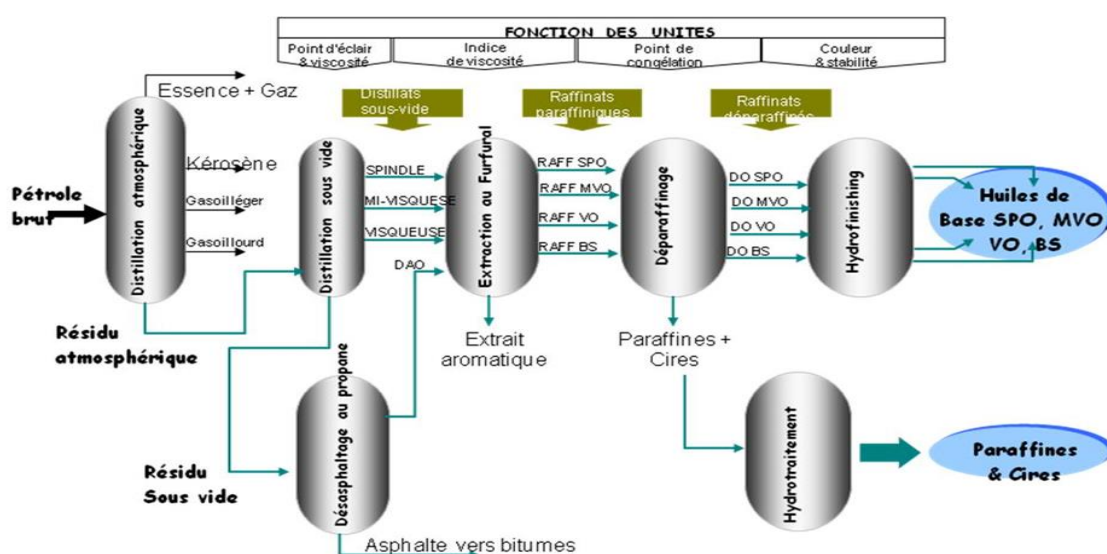 FONCTION DES UNITES
Point d'éclair
& viscosité
Indice
de viscosité
Point de
congélation
Couleur
& stabilité
Distillats
sous-vide
Raffinats
paraffiniques
Raffinats
déparaffinés
Essence + Gaz
Kérosène
Gasoil léger
Gasoil lourd
Pétrole
brut
Distillation atmosphérique
Distillation sous vide
SPINDLE
MI-VISQUESE
VISQUEUSE
DAO
Extraction au Furfural
RAFF SPO
RAFF MVO
RAFF VO
RAFF BS
Déparaffinage
DO SPO
DO MVO
DO VO
DO BS
Hydrofinishing
Huiles de
Base SPO, MVO,
VO, BS
Résidu
atmosphérique
Extrait
aromatique
Paraffines +
Cires
Désasphaltage au propane
Résidu
Sous vide
Hydrotraitement
Paraffines
& Cires
Asphalte vers bitumes